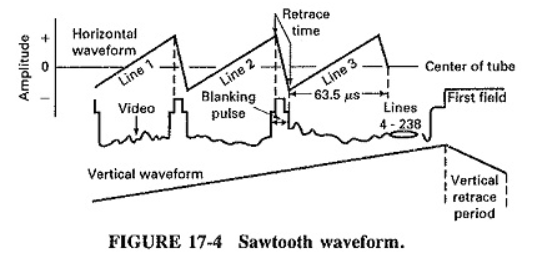 Retrace
time
Horizontal
waveform
Amplitude
+
0
–
Line 1
Line 2
Line 3
Center of tube
Blanking
pulse
63.5 μs
Video
Lines
4 - 238
First field
Vertical waveform
Vertical
retrace
period
FIGURE 17-4 Sawtooth waveform.